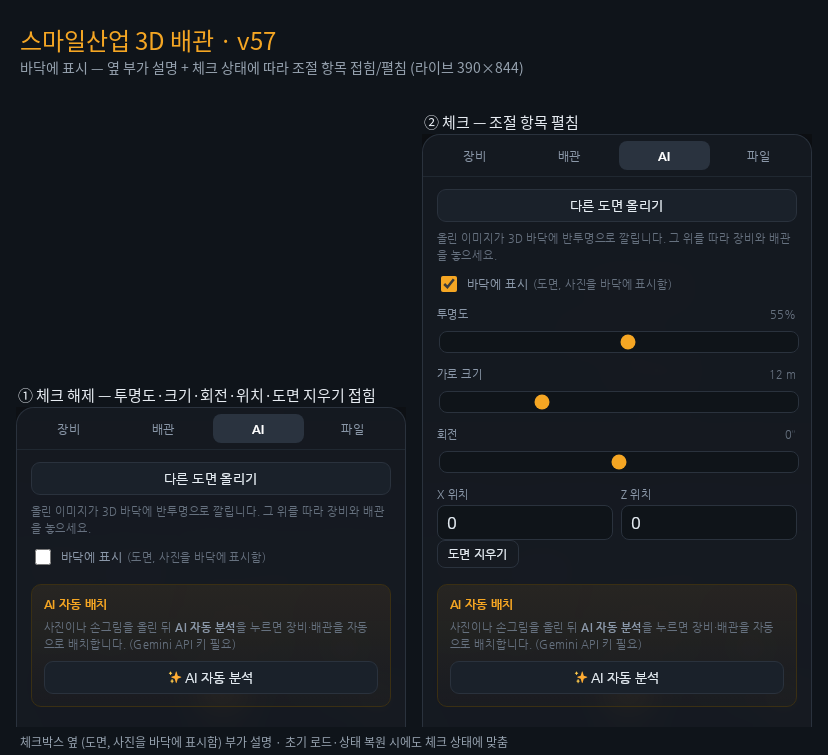 스마일산업 3D 배관 · v57
바닥에 표시 — 옆 부가 설명 + 체크 상태에 따라 조절 항목 접힘/펼침 (라이브 390×844)
① 체크 해제 — 투명도·크기·회전·위치·도면 지우기 접힘
장비 배관 AI 파일
다른 도면 올리기
올린 이미지가 3D 바닥에 반투명으로 깔립니다. 그 위를 따라 장비와 배관
을 놓으세요.
바닥에 표시 (도면, 사진을 바닥에 표시함)
AI 자동 배치
사진이나 손그림을 올린 뒤 AI 자동 분석을 누르면 장비·배관을 자동
으로 배치합니다. (Gemini API 키 필요)
✨ AI 자동 분석
② 체크 — 조절 항목 펼침
장비 배관 AI 파일
다른 도면 올리기
올린 이미지가 3D 바닥에 반투명으로 깔립니다. 그 위를 따라 장비와 배관
을 놓으세요.
바닥에 표시 (도면, 사진을 바닥에 표시함)
투명도 55%
가로 크기 12 m
회전 0°
X 위치 Z 위치
0 0
도면 지우기
AI 자동 배치
사진이나 손그림을 올린 뒤 AI 자동 분석을 누르면 장비·배관을 자동
으로 배치합니다. (Gemini API 키 필요)
✨ AI 자동 분석
체크박스 옆 (도면, 사진을 바닥에 표시함) 부가 설명 · 초기 로드·상태 복원 시에도 체크 상태에 맞춤